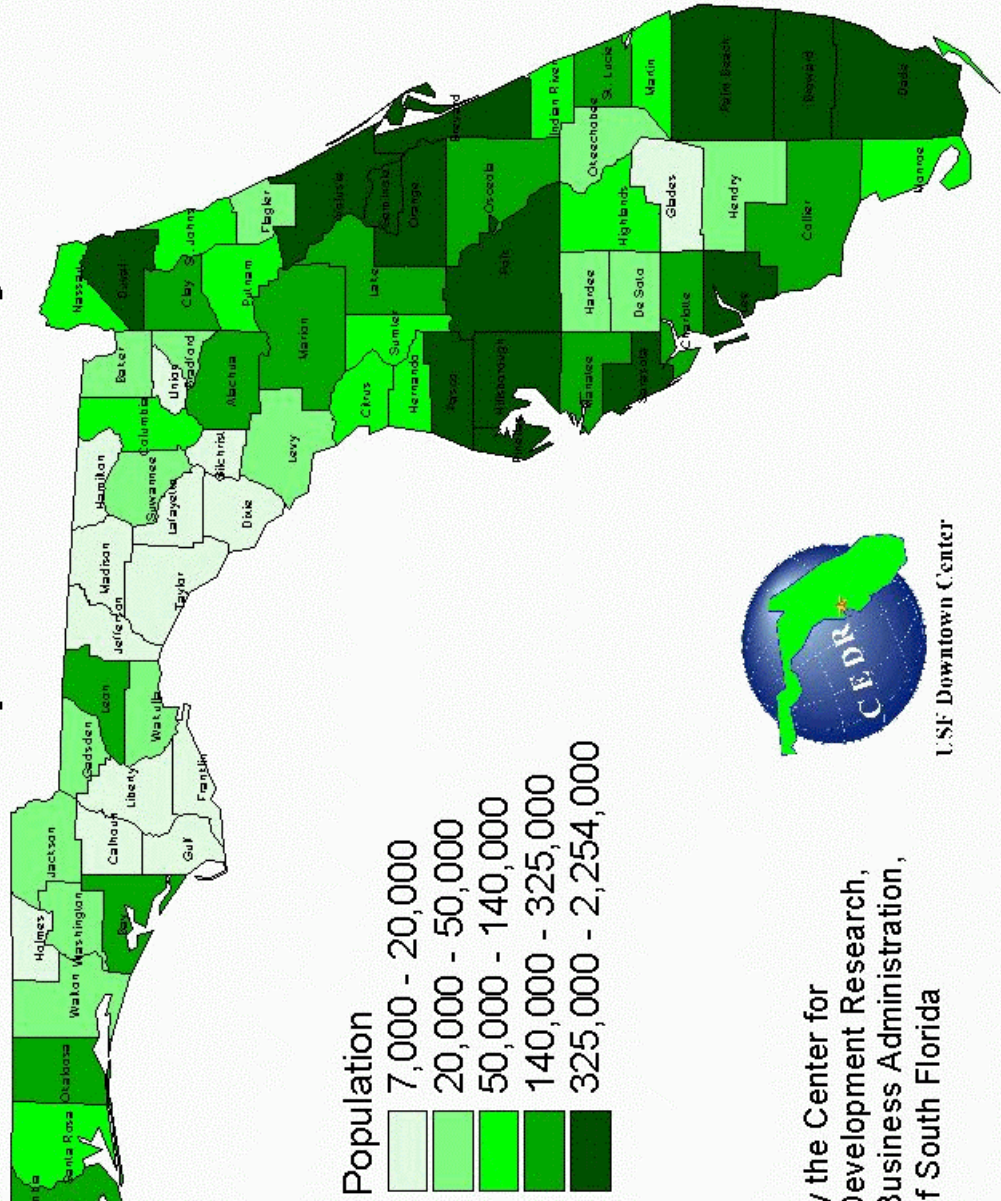 Nassau
Duval
Clay
St. Johns
Putnam
Flagler
Baker
Union
Bradford
Alachua
Columbia
Hamilton
Suwannee
Lafayette
Gilchrist
Dixie
Levy
Marion
Madison
Jefferson
Taylor
Leon
Wakulla
Gadsden
Liberty
Franklin
Gulf
Calhoun
Jackson
Holmes
Washington
Bay
Walton
Okaloosa
Santa Rosa
Citrus
Sumter
Hernando
Lake
Volusia
Seminole
Orange
Brevard
Osceola
Polk
Pasco
Hillsborough
Pinellas
Manatee
Sarasota
Hardee
De Soto
Charlotte
Lee
Highlands
Okeechobee
Indian River
St. Lucie
Martin
Glades
Hendry
Collier
Palm Beach
Broward
Dade
Monroe
Population
7,000 - 20,000
20,000 - 50,000
50,000 - 140,000
140,000 - 325,000
325,000 - 2,254,000
CEDR
USF Downtown Center
the Center for
Development Research,
Business Administration,
South Florida